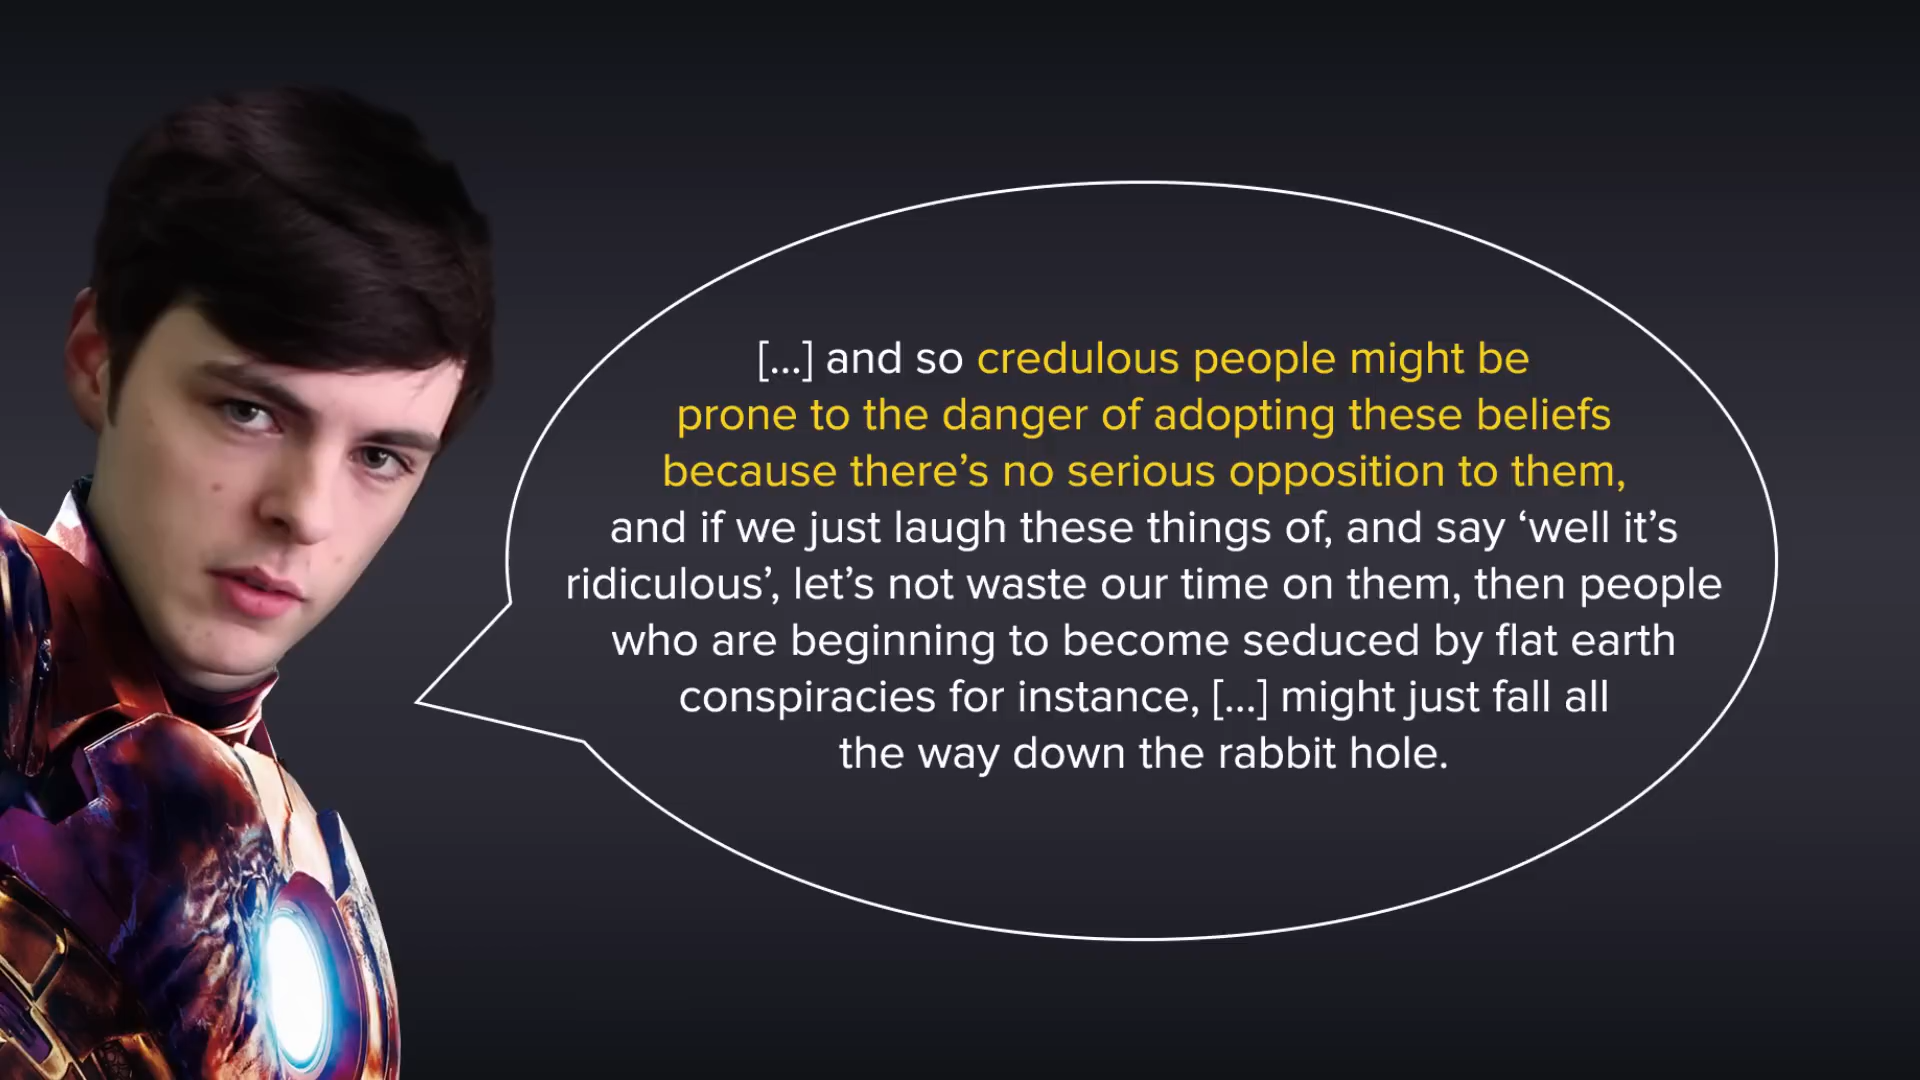 [...] and so credulous people might be
prone to the danger of adopting these beliefs
because there’s no serious opposition to them,
and if we just laugh these things of, and say ‘well it’s
ridiculous’, let’s not waste our time on them, then people
who are beginning to become seduced by flat earth
conspiracies for instance, [...] might just fall all
the way down the rabbit hole.